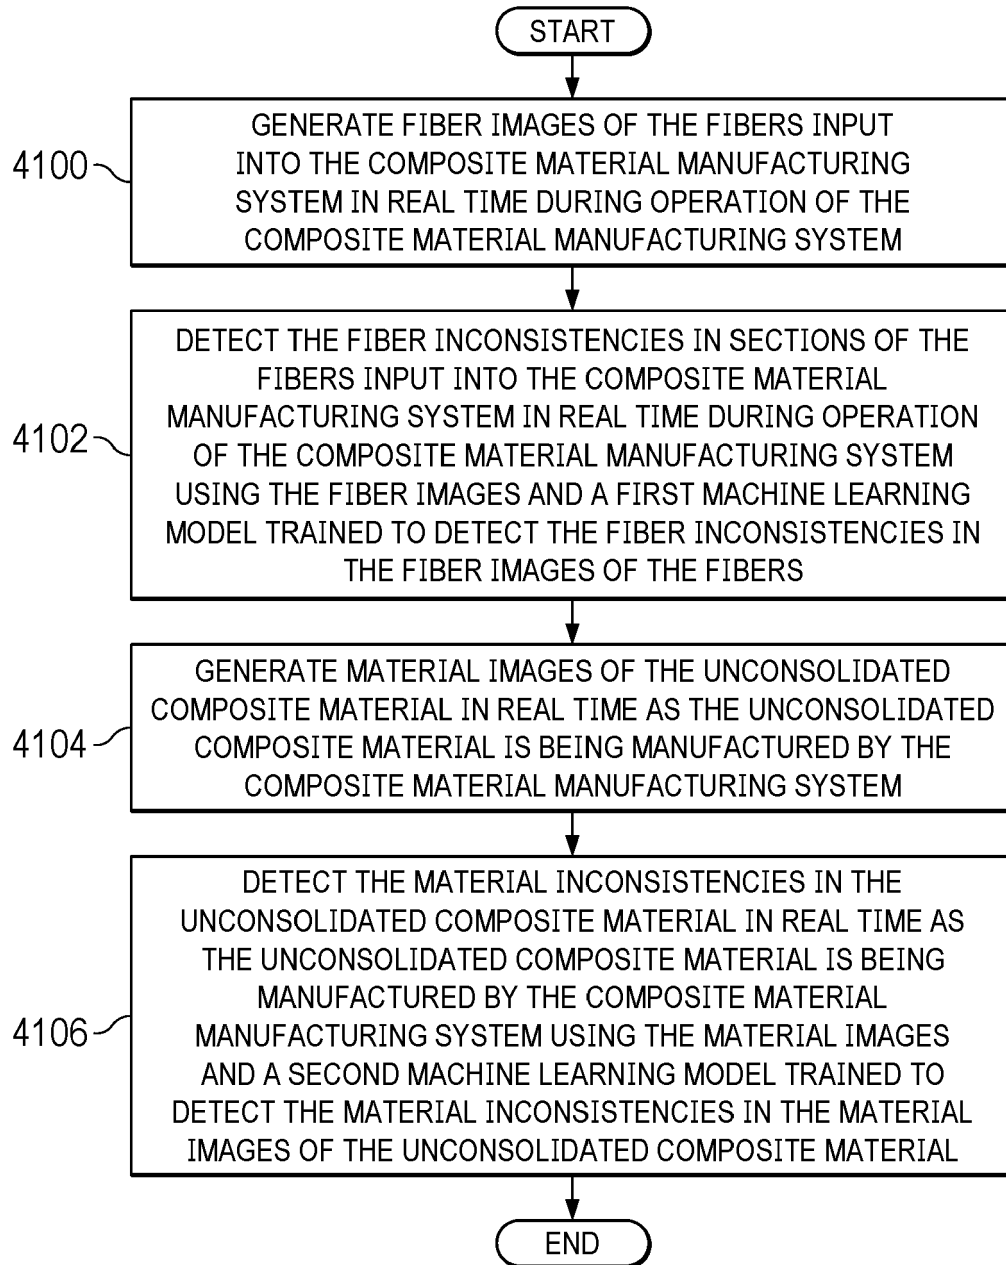 START
GENERATE FIBER IMAGES OF THE FIBERS INPUT
INTO THE COMPOSITE MATERIAL MANUFACTURING
SYSTEM IN REAL TIME DURING OPERATION OF THE
COMPOSITE MATERIAL MANUFACTURING SYSTEM
4100
DETECT THE FIBER INCONSISTENCIES IN SECTIONS OF THE
FIBERS INPUT INTO THE COMPOSITE MATERIAL
MANUFACTURING SYSTEM IN REAL TIME DURING OPERATION
OF THE COMPOSITE MATERIAL MANUFACTURING SYSTEM
USING THE FIBER IMAGES AND A FIRST MACHINE LEARNING
MODEL TRAINED TO DETECT THE FIBER INCONSISTENCIES IN
THE FIBER IMAGES OF THE FIBERS
4102
GENERATE MATERIAL IMAGES OF THE UNCONSOLIDATED
COMPOSITE MATERIAL IN REAL TIME AS THE UNCONSOLIDATED
COMPOSITE MATERIAL IS BEING MANUFACTURED BY THE
COMPOSITE MATERIAL MANUFACTURING SYSTEM
4104
DETECT THE MATERIAL INCONSISTENCIES IN THE
UNCONSOLIDATED COMPOSITE MATERIAL IN REAL TIME AS
THE UNCONSOLIDATED COMPOSITE MATERIAL IS BEING
MANUFACTURED BY THE COMPOSITE MATERIAL
MANUFACTURING SYSTEM USING THE MATERIAL IMAGES
AND A SECOND MACHINE LEARNING MODEL TRAINED TO
DETECT THE MATERIAL INCONSISTENCIES IN THE MATERIAL
IMAGES OF THE UNCONSOLIDATED COMPOSITE MATERIAL
4106
END